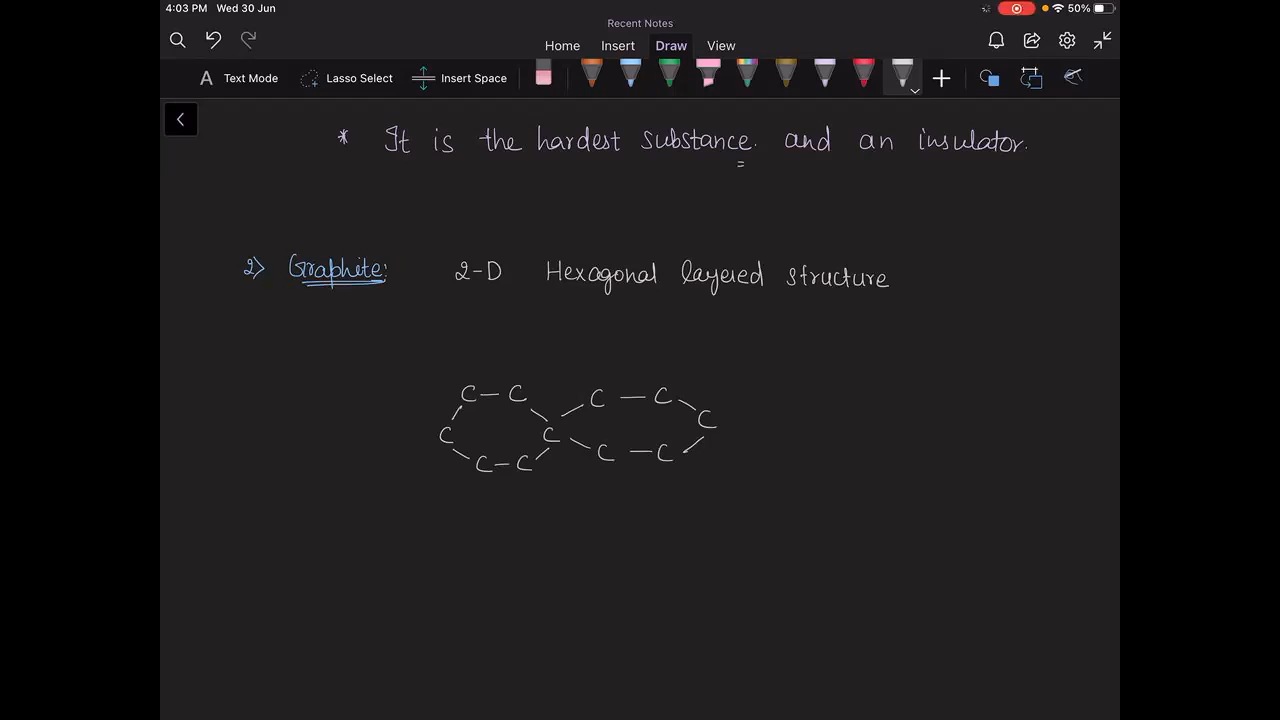 4:03 PM Wed 30 Jun
50%
Recent Notes
Home Insert Draw View
A Text Mode Lasso Select Insert Space
* It is the hardest substance. and an insulator.
2) Graphite: 2-D Hexagonal layered structure
C - C C - C
C C C
C - C C - C